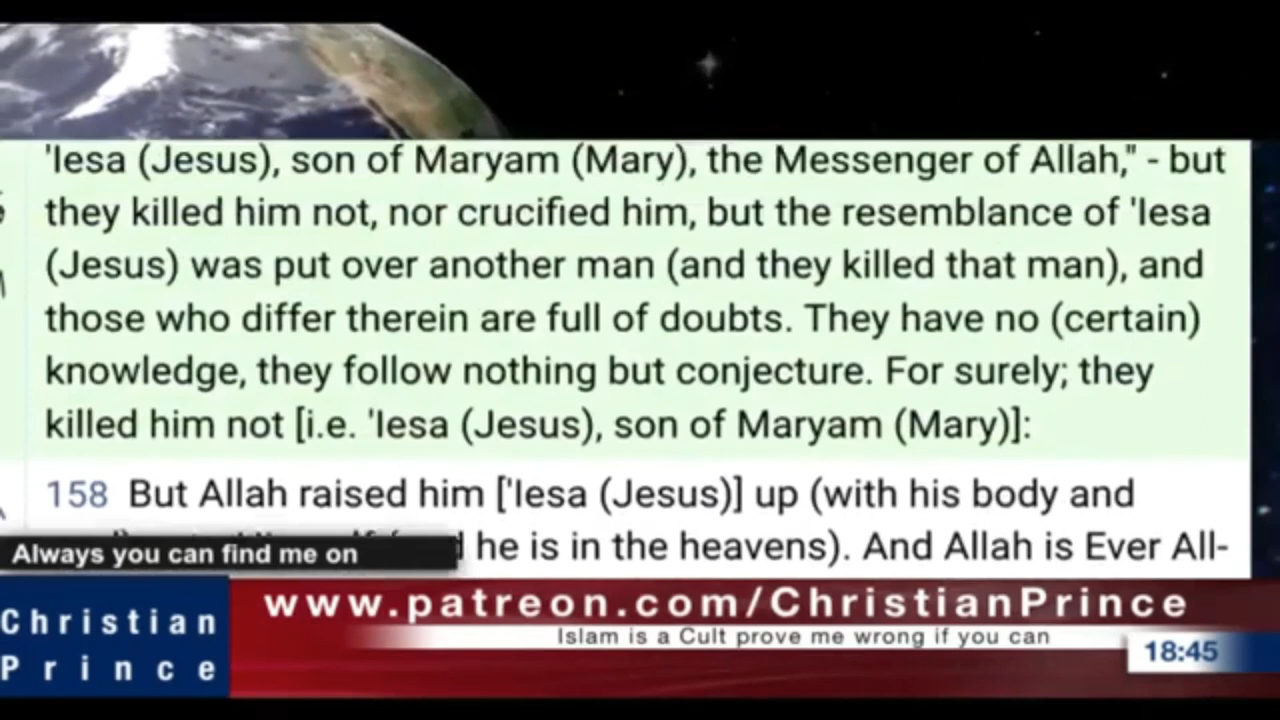 'Iesa (Jesus), son of Maryam (Mary), the Messenger of Allah," - but
they killed him not, nor crucified him, but the resemblance of 'Iesa
(Jesus) was put over another man (and they killed that man), and
those who differ therein are full of doubts. They have no (certain)
knowledge, they follow nothing but conjecture. For surely; they
killed him not [i.e. 'Iesa (Jesus), son of Maryam (Mary)]:
158 But Allah raised him ['Iesa (Jesus)] up (with his body and
he is in the heavens). And Allah is Ever All-
Always you can find me on
www.patreon.com/ChristianPrince
Islam is a Cult prove me wrong if you can
Christian
Prince
18:45